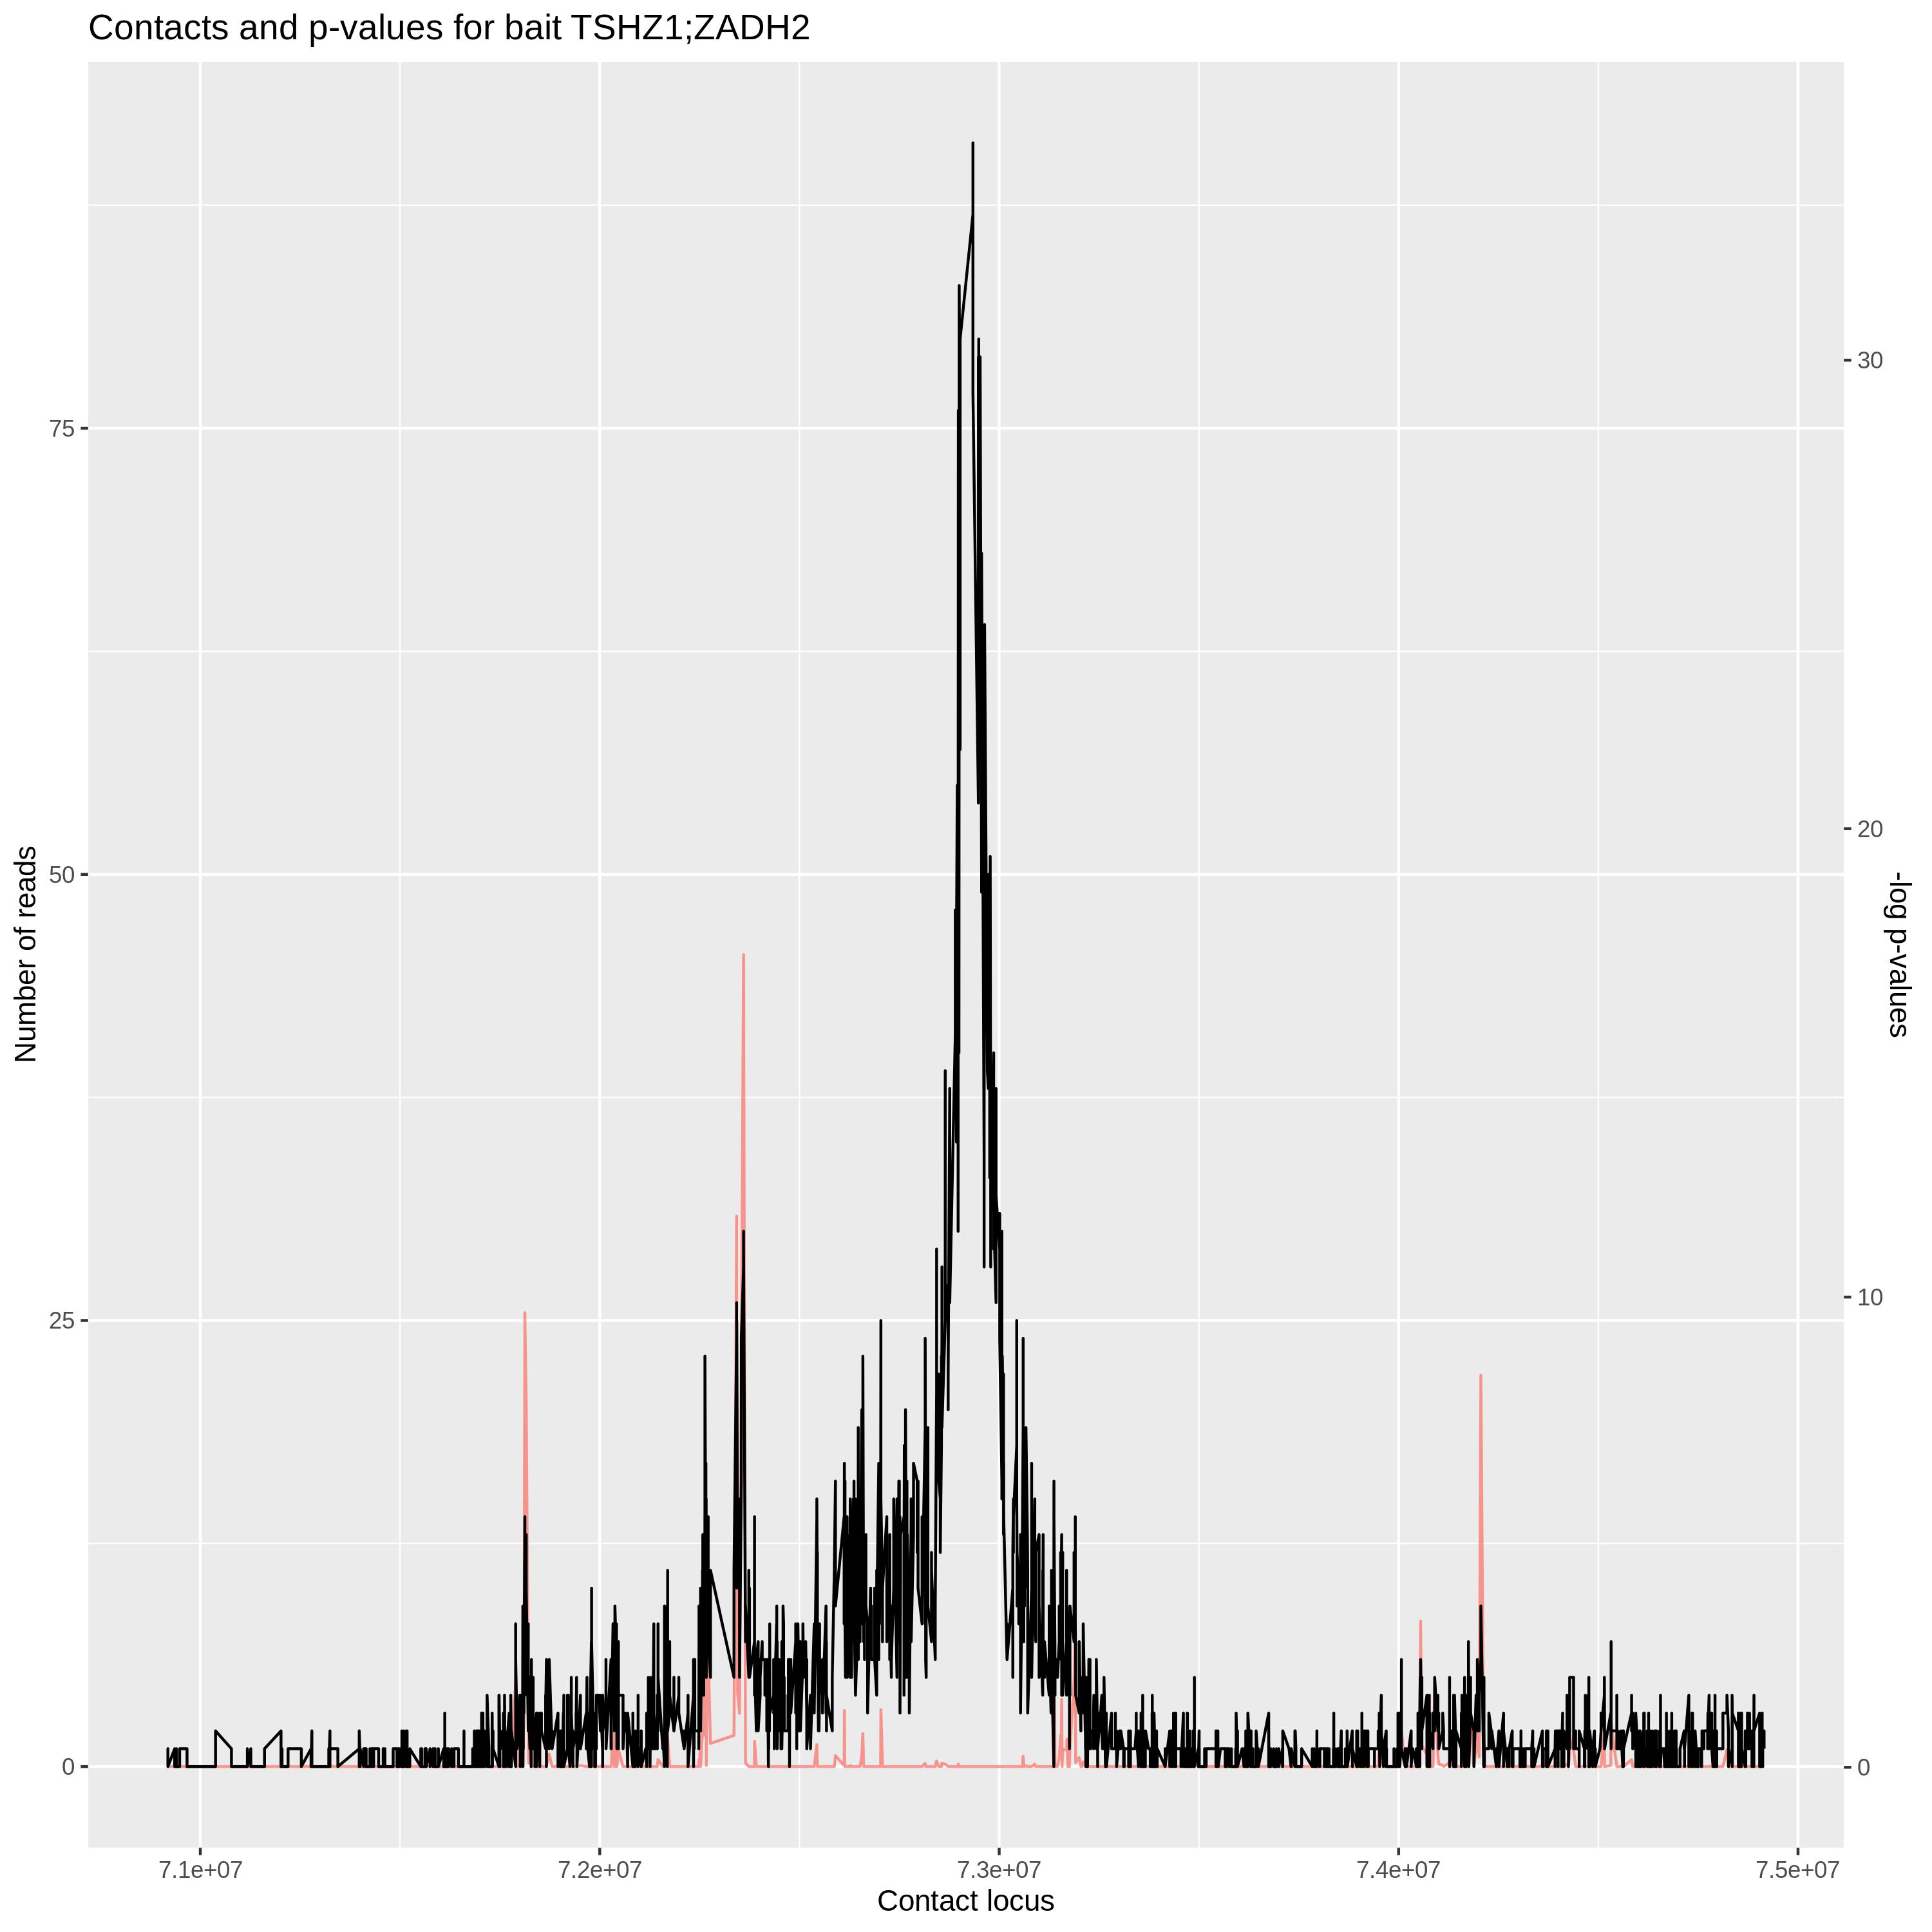 Contacts and p-values for bait TSHZ1;ZADH2
Number of reads
75
50
25
0
30
20
10
0
-log p-values
7.1e+07 7.2e+07 7.3e+07 7.4e+07 7.5e+07
Contact locus